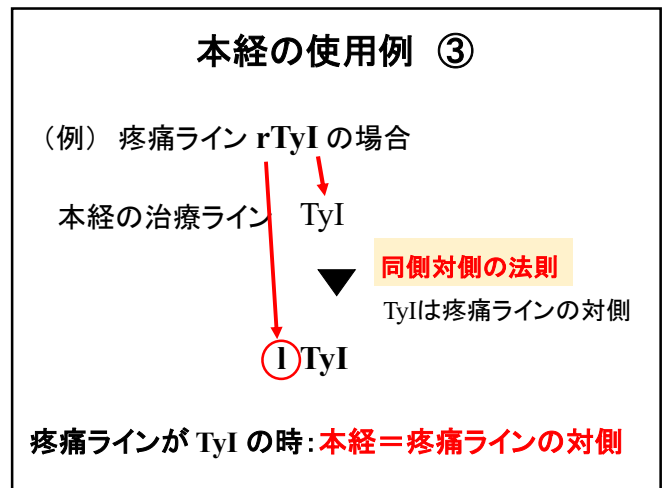 本経の使用例 ③
（例） 疼痛ライン rTyI の場合
本経の治療ライン TyI
同側対側の法則
TyIは疼痛ラインの対側
l TyI
疼痛ラインが TyI の時：本経＝疼痛ラインの対側